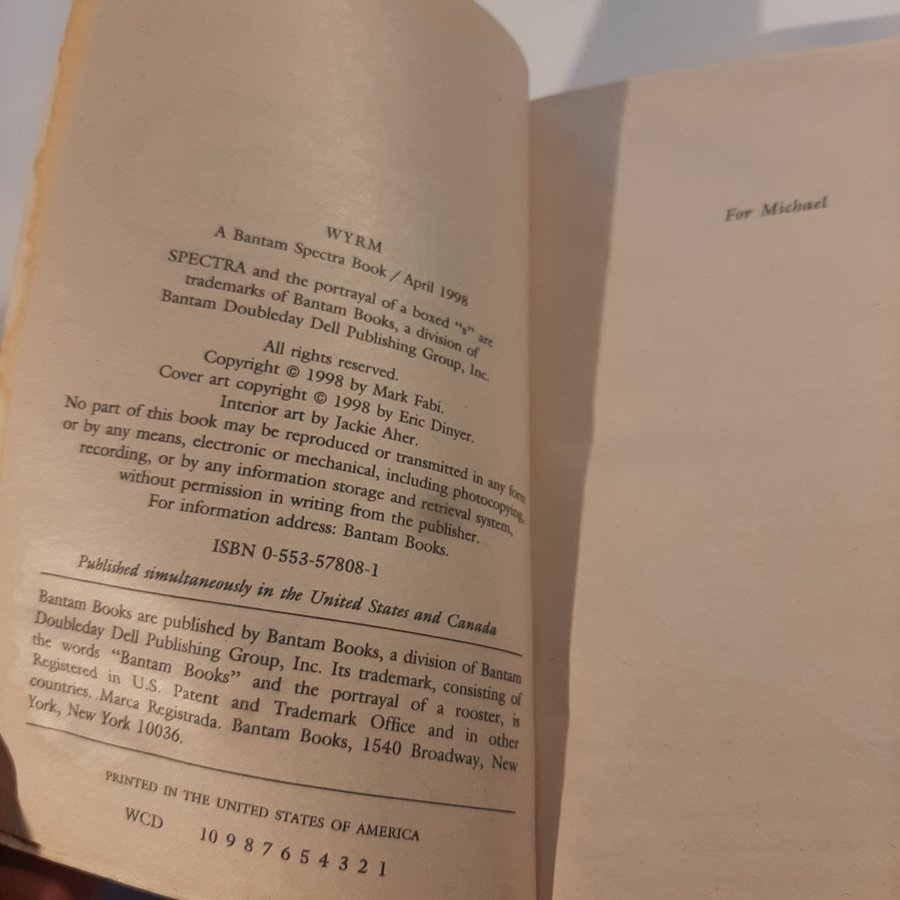 WYRM
A Bantam Spectra Book / April 1998
SPECTRA and the portrayal of a boxed “s” are
trademarks of Bantam Books, a division of
Bantam Doubleday Dell Publishing Group, Inc.
All rights reserved.
Copyright © 1998 by Mark Fabi.
Cover art copyright © 1998 by Eric Dinyer.
Interior art by Jackie Aher.
No part of this book may be reproduced or transmitted in any form
or by any means, electronic or mechanical, including photocopying,
recording, or by any information storage and retrieval system,
without permission in writing from the publisher.
For information address: Bantam Books.
ISBN 0-553-57808-1
Published simultaneously in the United States and Canada
Bantam Books are published by Bantam Books, a division of Bantam
Doubleday Dell Publishing Group, Inc. Its trademark, consisting of
the words “Bantam Books” and the portrayal of a rooster, is
Registered in U.S. Patent and Trademark Office and in other
countries. Marca Registrada. Bantam Books, 1540 Broadway, New
York, New York 10036.
PRINTED IN THE UNITED STATES OF AMERICA
WCD 10 9 8 7 6 5 4 3 2 1
For Michael